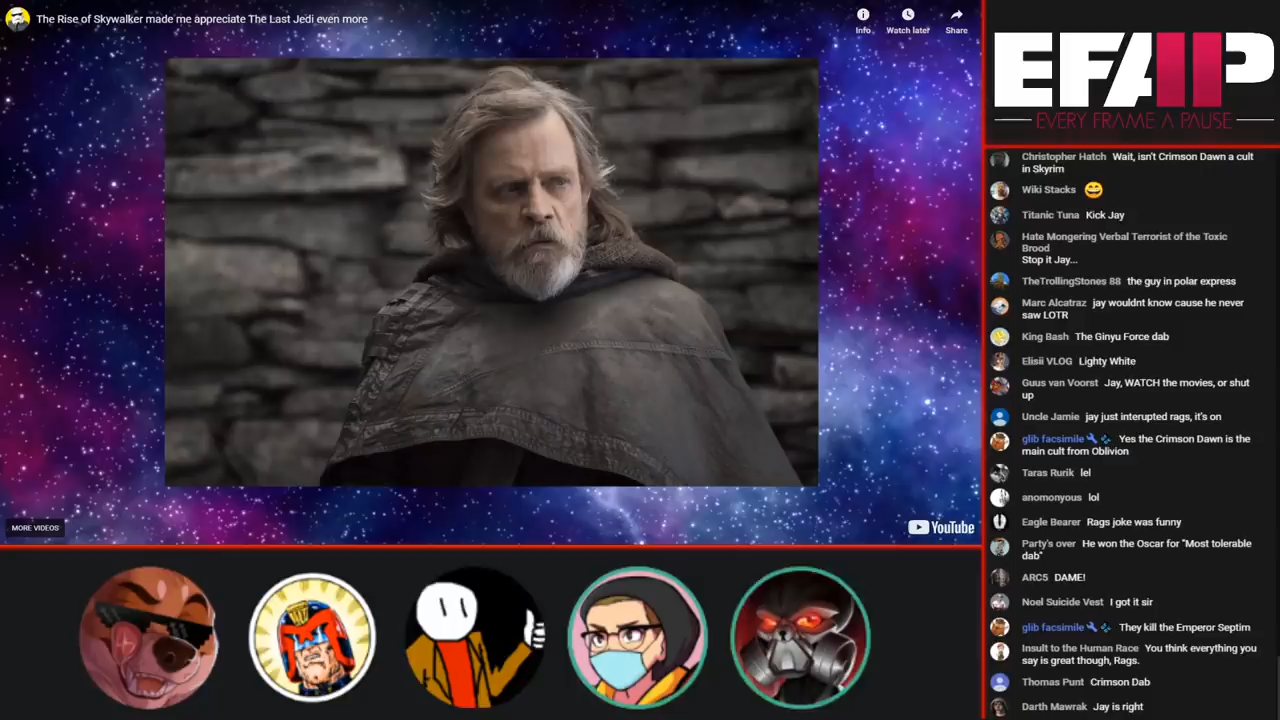 The Rise of Skywalker made me appreciate The Last Jedi even more
Info
Watch later
Share
MORE VIDEOS
YouTube
EFAP
EVERY FRAME A PAUSE
Christopher Hatch Wait, isn't Crimson Dawn a cult
in Skyrim
Wiki Stacks 😄
Titanic Tuna Kick Jay
Hate Mongering Verbal Terrorist of the Toxic
Brood
Stop it Jay...
TheTrollingStones 88 the guy in polar express
Marc Alcatraz jay wouldnt know cause he never
saw LOTR
King Bash The Ginyu Force dab
Elisii VLOG Lighty White
Guus van Voorst Jay, WATCH the movies, or shut
up
Uncle Jamie jay just interupted rags, it's on
glib facsimile Yes the Crimson Dawn is the
main cult from Oblivion
Taras Rurik lel
anomonyous lol
Eagle Bearer Rags joke was funny
Party's over He won the Oscar for "Most tolerable
dab"
ARC5 DAME!
Noel Suicide Vest I got it sir
glib facsimile They kill the Emperor Septim
Insult to the Human Race You think everything you
say is great though, Rags.
Thomas Punt Crimson Dab
Darth Mawrak Jay is right